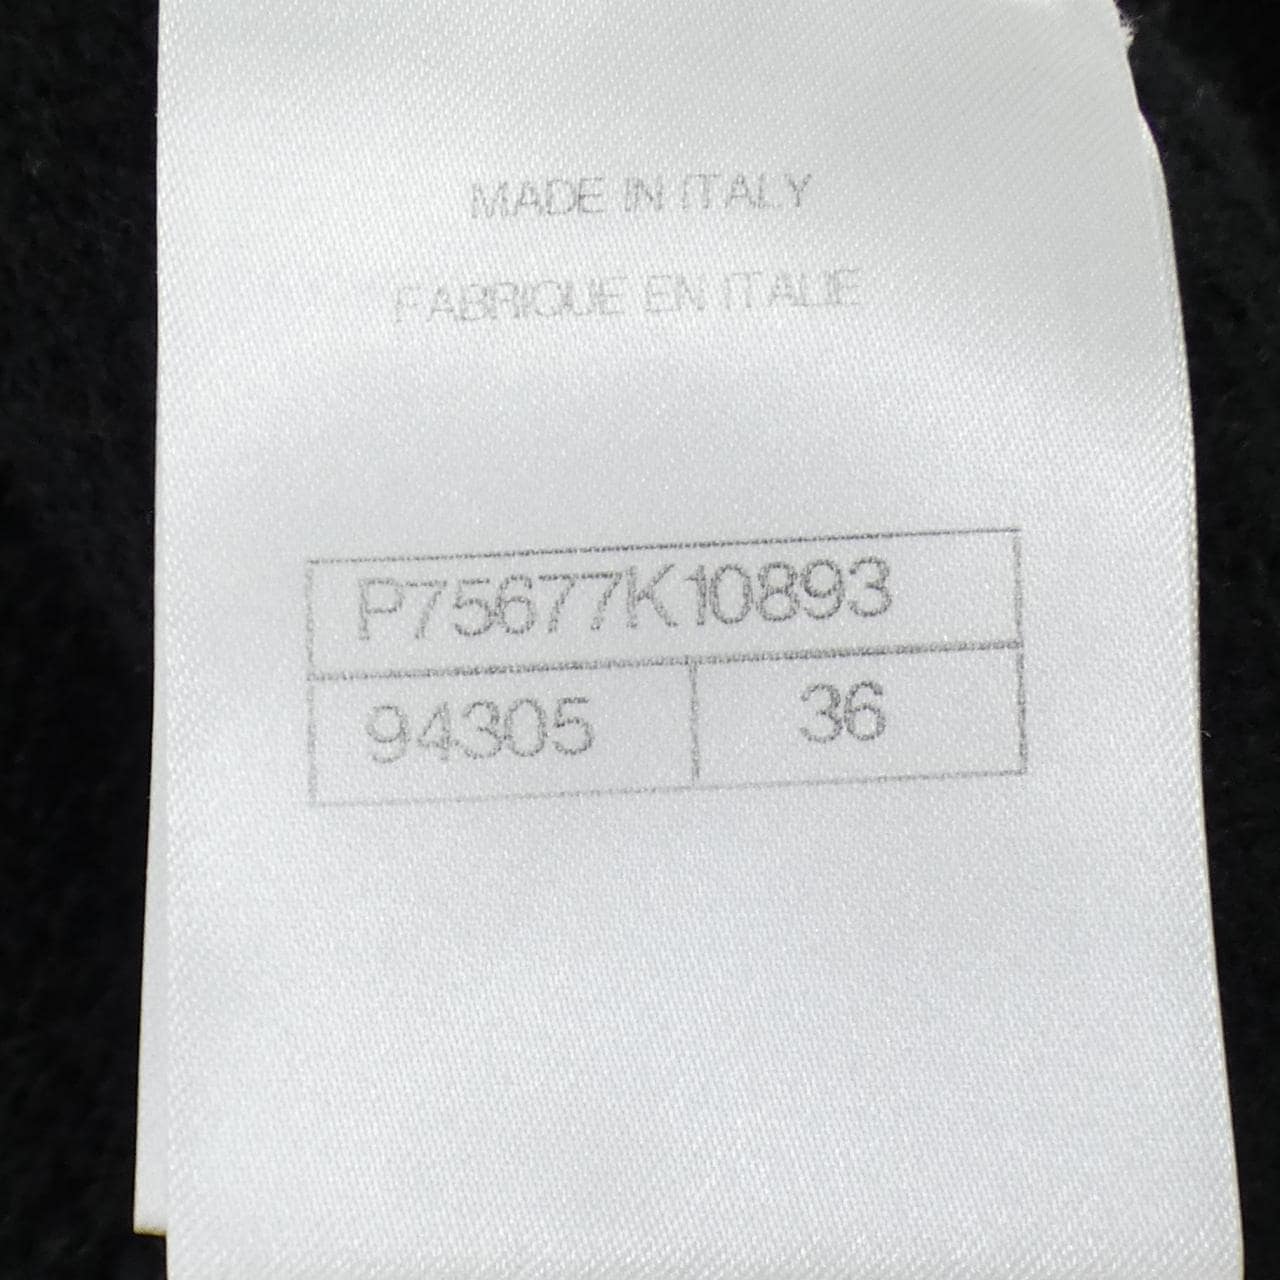 MADE IN ITALY
FABRIQUE EN ITALIE
P75677K10893
94305 36